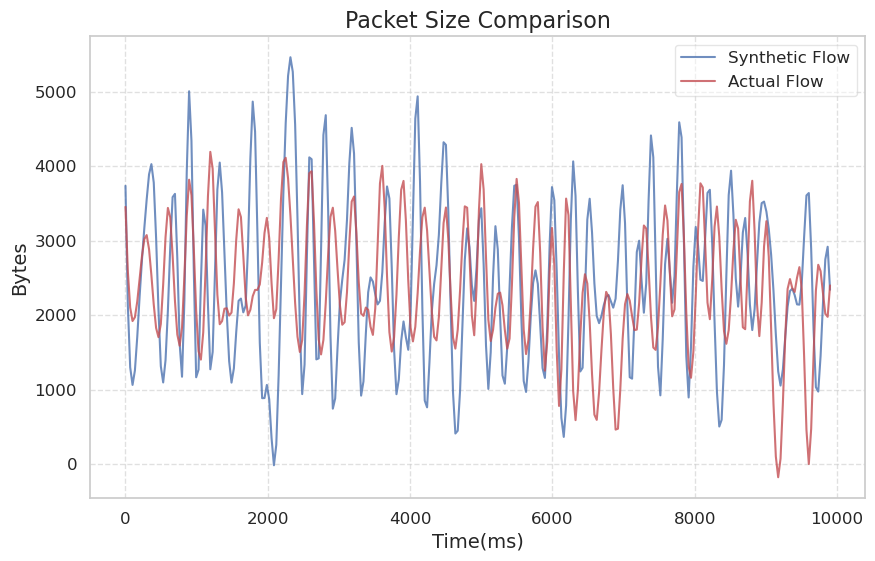 Packet Size Comparison
Synthetic Flow
Actual Flow
5000
4000
3000
2000
1000
0
Bytes
0 2000 4000 6000 8000 10000
Time(ms)